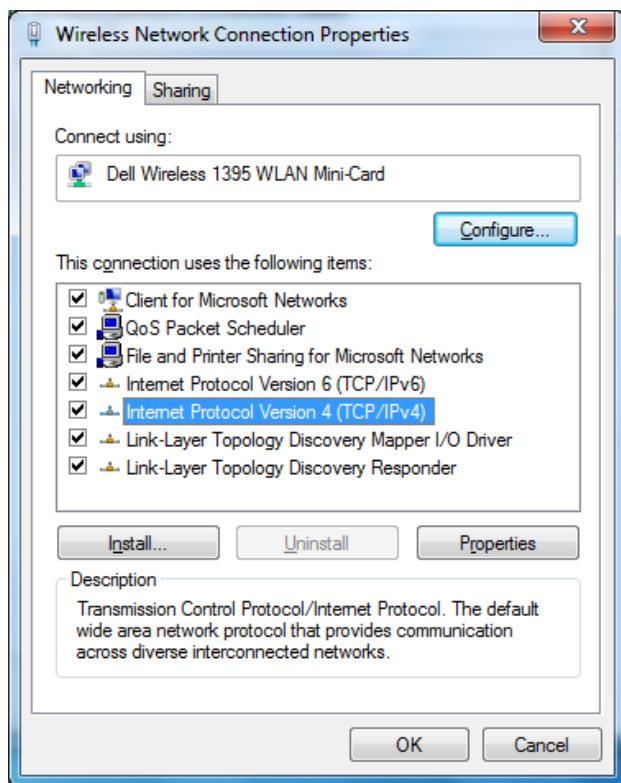 Wireless Network Connection Properties
Networking
Sharing
Connect using:
Dell Wireless 1395 WLAN Mini-Card
Configure...
This connection uses the following items:
Client for Microsoft Networks
QoS Packet Scheduler
File and Printer Sharing for Microsoft Networks
Internet Protocol Version 6 (TCP/IPv6)
Internet Protocol Version 4 (TCP/IPv4)
Link-Layer Topology Discovery Mapper I/O Driver
Link-Layer Topology Discovery Responder
Install...
Uninstall
Properties
Description
Transmission Control Protocol/Internet Protocol. The default
wide area network protocol that provides communication
across diverse interconnected networks.
OK
Cancel